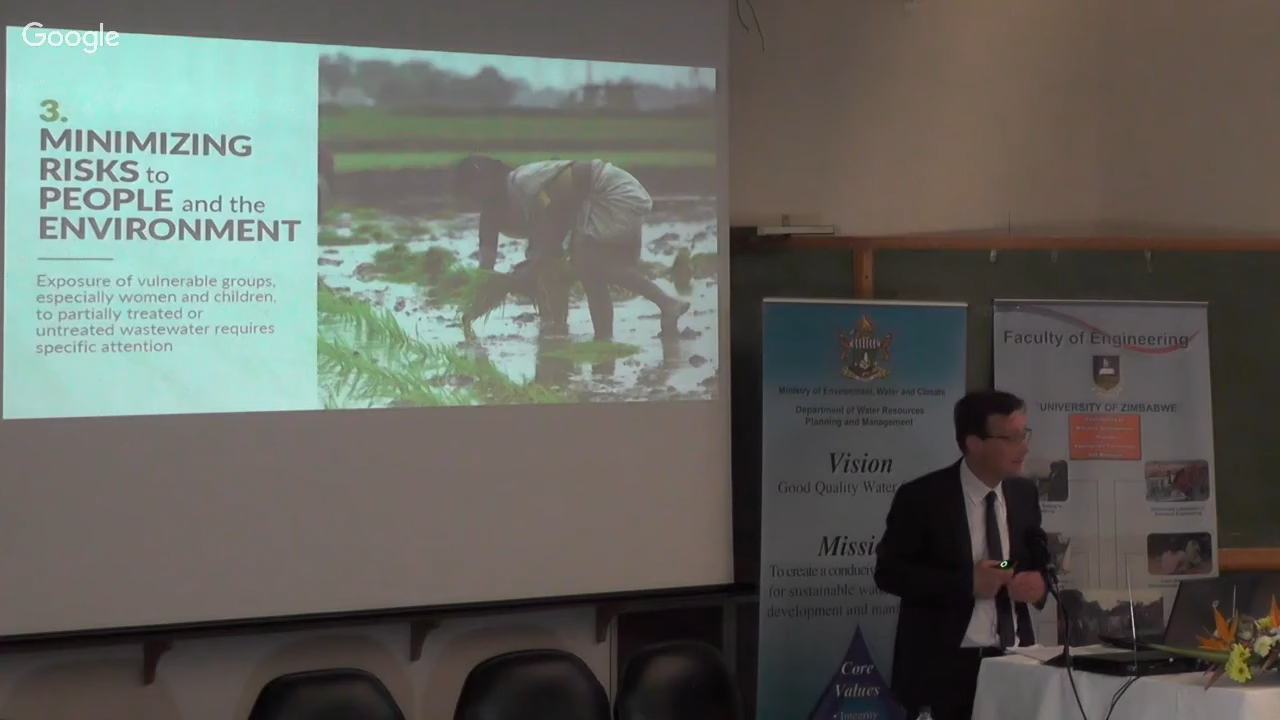 Google
3.
MINIMIZING
RISKS to
PEOPLE and the
ENVIRONMENT
Exposure of vulnerable groups,
especially women and children,
to partially treated or
untreated wastewater requires
specific attention
Ministry of Environment, Water and Climate
Department of Water Resources
Planning and Management
Vision
Good Quality Water
Missi
To create a conduciv
for sustainable wa
development and man
Core
Values
• Integrity
Faculty of Engineering
UNIVERSITY OF ZIMBABWE